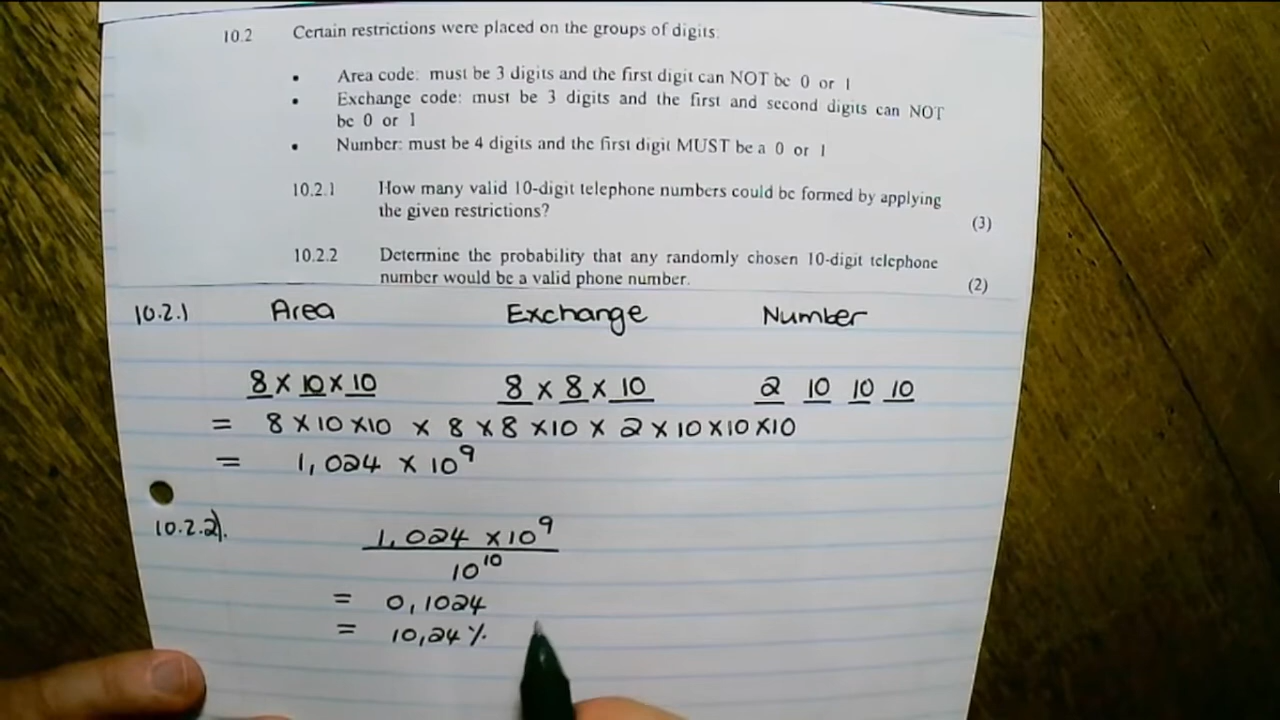 10.2 Certain restrictions were placed on the groups of digits:
• Area code: must be 3 digits and the first digit can NOT be 0 or 1
• Exchange code: must be 3 digits and the first and second digits can NOT
be 0 or 1
• Number: must be 4 digits and the first digit MUST be a 0 or 1
10.2.1 How many valid 10-digit telephone numbers could be formed by applying
the given restrictions? (3)
10.2.2 Determine the probability that any randomly chosen 10-digit telephone
number would be a valid phone number. (2)
10.2.1 Area Exchange Number
8 × 10 × 10 8 × 8 × 10 2 10 10 10
= 8 × 10 × 10 × 8 × 8 × 10 × 2 × 10 × 10 × 10
= 1,024 × 10⁹
10.2.2).
1,024 × 10⁹
10¹⁰
= 0,1024
= 10,24 %.